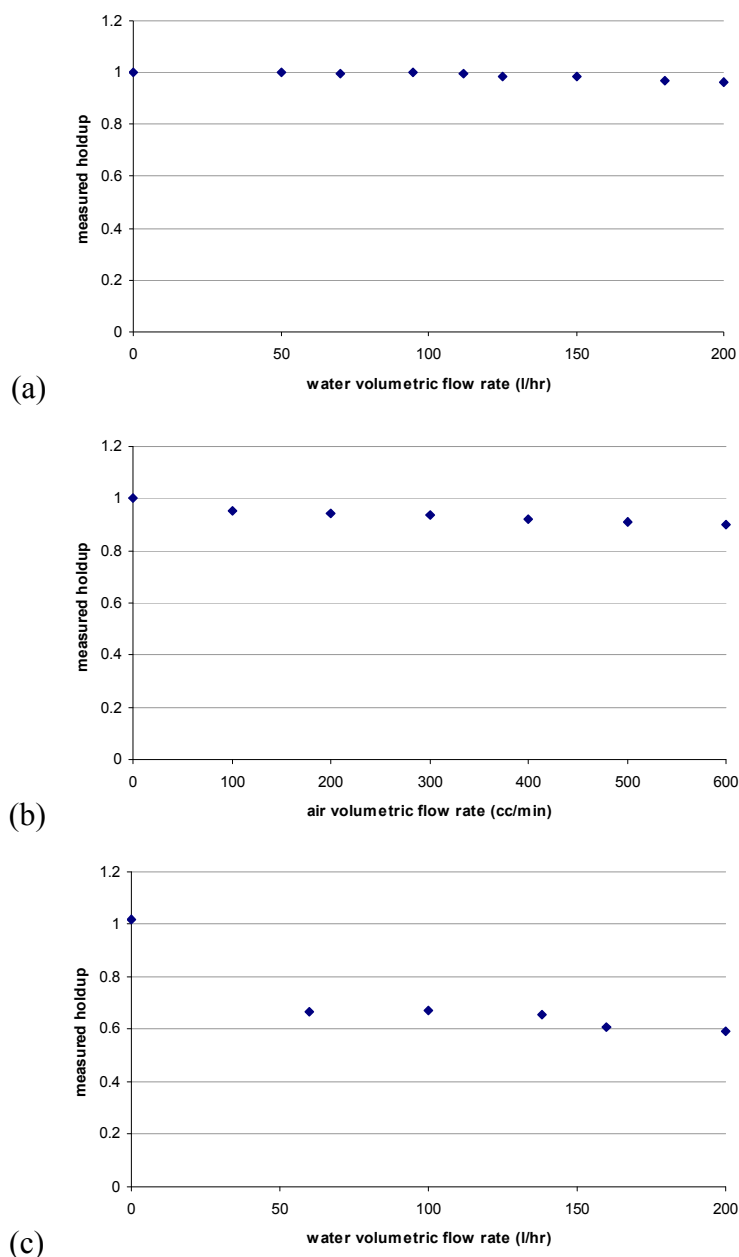 1.2
1
0.8
0.6
0.4
0.2
0
measured holdup
0 50 100 150 200
water volumetric flow rate (l/hr)
(a)
1.2
1
0.8
0.6
0.4
0.2
0
measured holdup
0 100 200 300 400 500 600
air volumetric flow rate (cc/min)
(b)
1.2
1
0.8
0.6
0.4
0.2
0
measured holdup
0 50 100 150 200
water volumetric flow rate (l/hr)
(c)